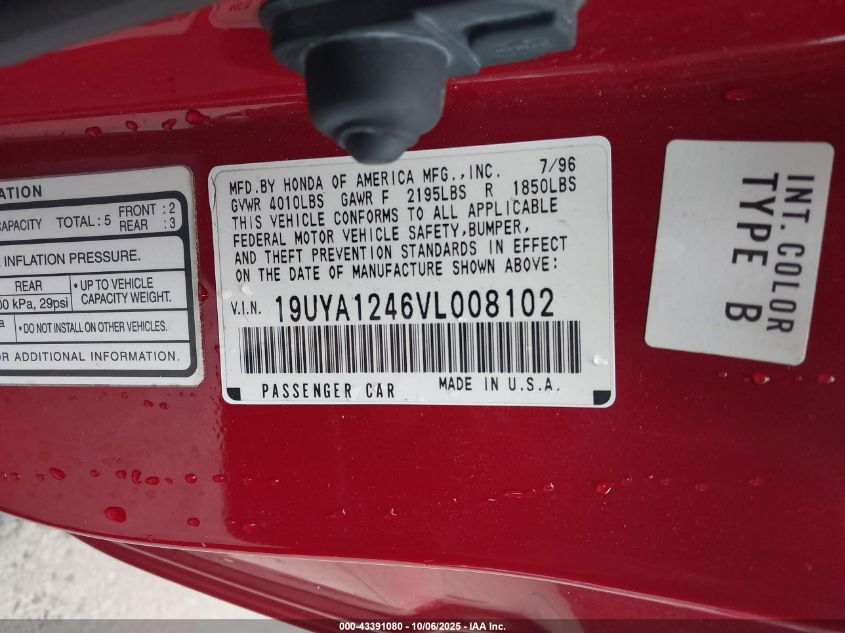 ATION
CAPACITY TOTAL : 5 FRONT : 2
REAR : 3
INFLATION PRESSURE.
REAR • UP TO VEHICLE
kPa, 29psi CAPACITY WEIGHT.
• DO NOT INSTALL ON OTHER VEHICLES.
OR ADDITIONAL INFORMATION.
MFD.BY HONDA OF AMERICA MFG.,INC. 7/96
GVWR 4010LBS GAWR F 2195LBS R 1850LBS
THIS VEHICLE CONFORMS TO ALL APPLICABLE
FEDERAL MOTOR VEHICLE SAFETY,BUMPER,
AND THEFT PREVENTION STANDARDS IN EFFECT
ON THE DATE OF MANUFACTURE SHOWN ABOVE:
V.I.N. 19UYA1246VL008102
PASSENGER CAR MADE IN U.S.A.
INT. COLOR
TYPE B
000-43391080 - 10/06/2025 - IAA Inc.